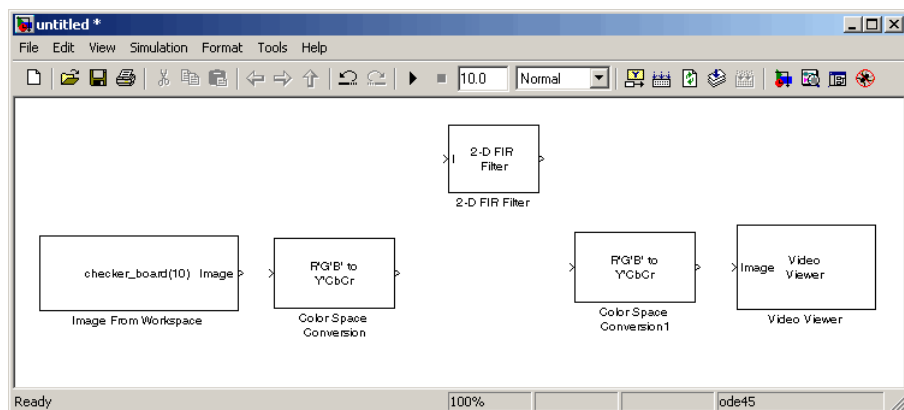 untitled *
File Edit View Simulation Format Tools Help
10.0 Normal
I 2-D FIR
Filter
2-D FIR Filter
checker_board(10) Image
Image From Workspace
R'G'B' to
Y'CbCr
Color Space
Conversion
R'G'B' to
Y'CbCr
Color Space
Conversion1
Image Video
Viewer
Video Viewer
Ready 100% ode45